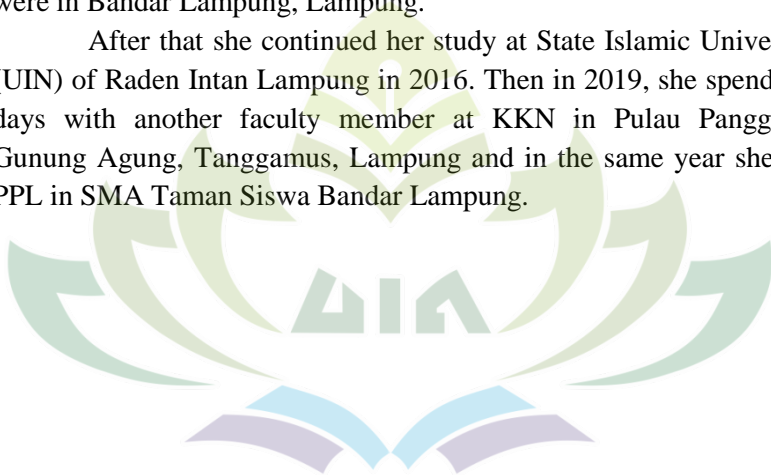 were in Bandar Lampung, Lampung.
After that she continued her study at State Islamic Unive
(UIN) of Raden Intan Lampung in 2016. Then in 2019, she spend
days with another faculty member at KKN in Pulau Pangg
Gunung Agung, Tanggamus, Lampung and in the same year she
PPL in SMA Taman Siswa Bandar Lampung.
UIN